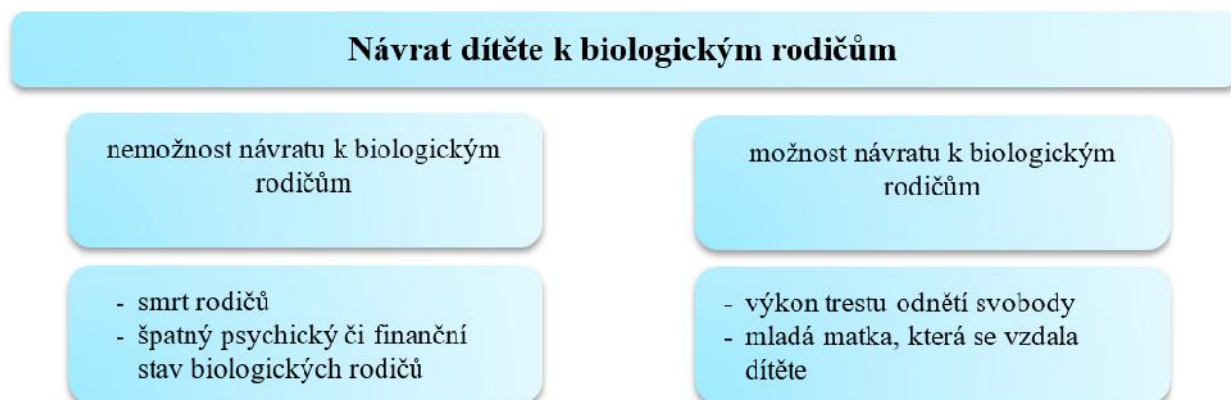 Návrat dítěte k biologickým rodičům
nemožnost návratu k biologickým
rodičům
- smrt rodičů
- špatný psychický či finanční
stav biologických rodičů
možnost návratu k biologickým
rodičům
- výkon trestu odnětí svobody
- mladá matka, která se vzdala
dítěte